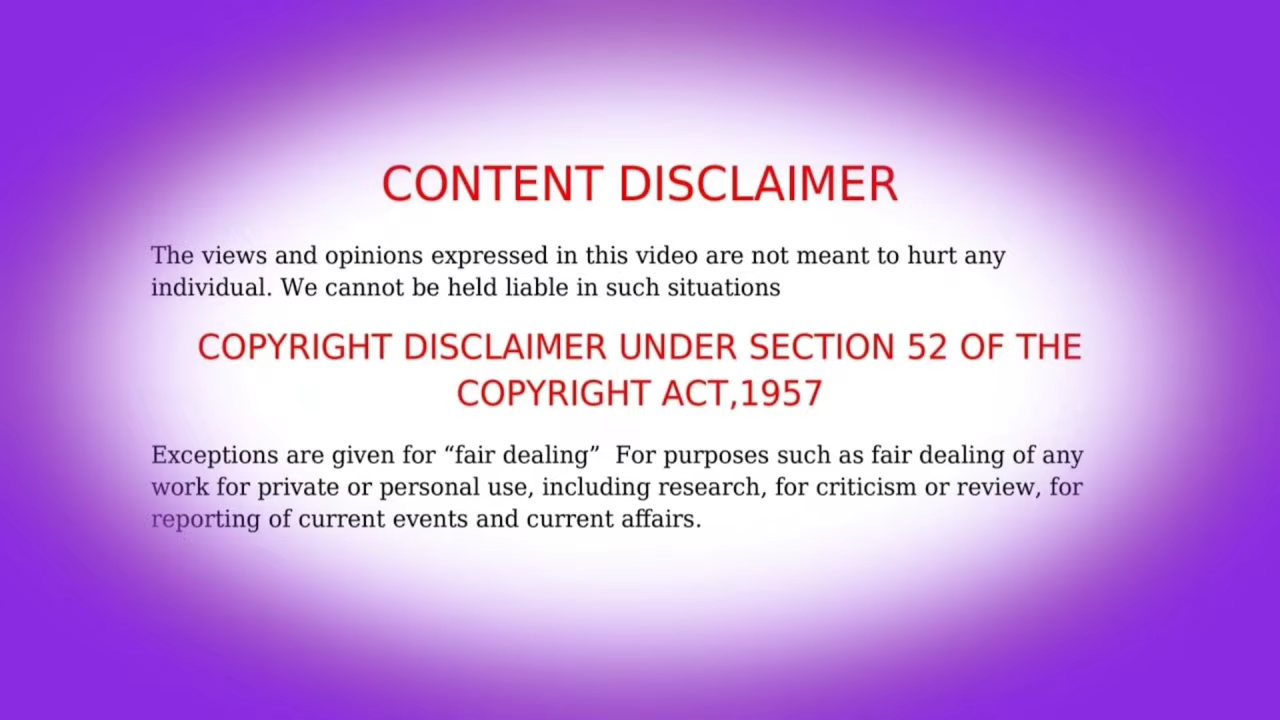 CONTENT DISCLAIMER
The views and opinions expressed in this video are not meant to hurt any
individual. We cannot be held liable in such situations
COPYRIGHT DISCLAIMER UNDER SECTION 52 OF THE
COPYRIGHT ACT,1957
Exceptions are given for “fair dealing”  For purposes such as fair dealing of any
work for private or personal use, including research, for criticism or review, for
reporting of current events and current affairs.